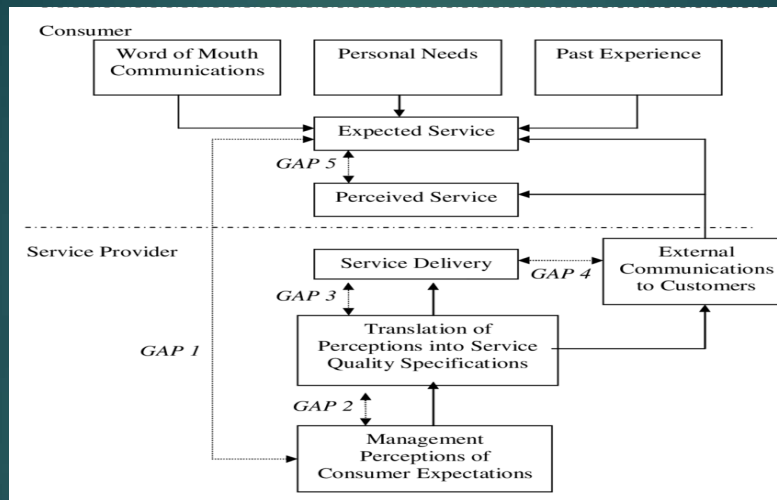 Consumer
Word of Mouth
Communications
Personal Needs
Past Experience
Expected Service
GAP 5
Perceived Service
Service Provider
Service Delivery
GAP 4
External
Communications
to Customers
GAP 3
Translation of
Perceptions into Service
Quality Specifications
GAP 1
GAP 2
Management
Perceptions of
Consumer Expectations